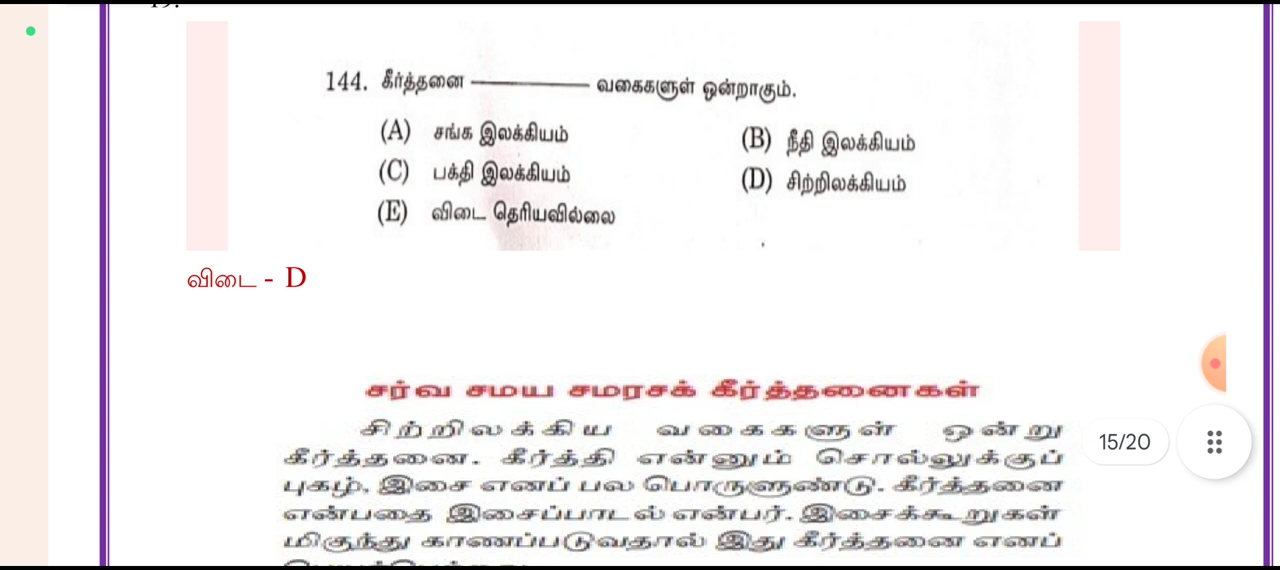 144. கீர்த்தனை ________ வகைகளுள் ஒன்றாகும்.
(A) சங்க இலக்கியம்
(B) நீதி இலக்கியம்
(C) பக்தி இலக்கியம்
(D) சிற்றிலக்கியம்
(E) விடை தெரியவில்லை
விடை - D
சர்வ சமய சமரசக் கீர்த்தனைகள்
சிற்றிலக்கிய வகைகளுள் ஒன்று
கீர்த்தனை. கீர்த்தி என்னும் சொல்லுக்குப்
15/20
புகழ், இசை எனப் பல பொருளுண்டு. கீர்த்தனை
என்பதை இசைப்பாடல் என்பர். இசைக்கூறுகள்
மிகுந்து காணப்படுவதால் இது கீர்த்தனை எனப்